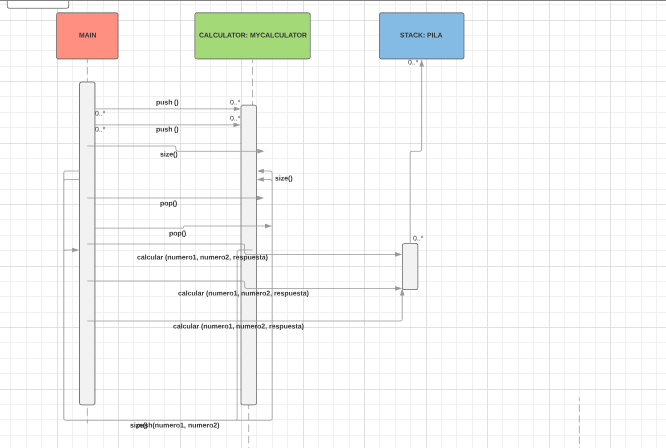 MAIN
CALCULATOR: MYCALCULATOR
STACK: PILA
0..*
push ()
0..*
0..*
0..*
0..*
push ()
size()
size()
pop()
pop()
0..*
calcular (numero1, numero2, respuesta)
calcular (numero1, numero2, respuesta)
calcular (numero1, numero2, respuesta)
(numero1, numero2)